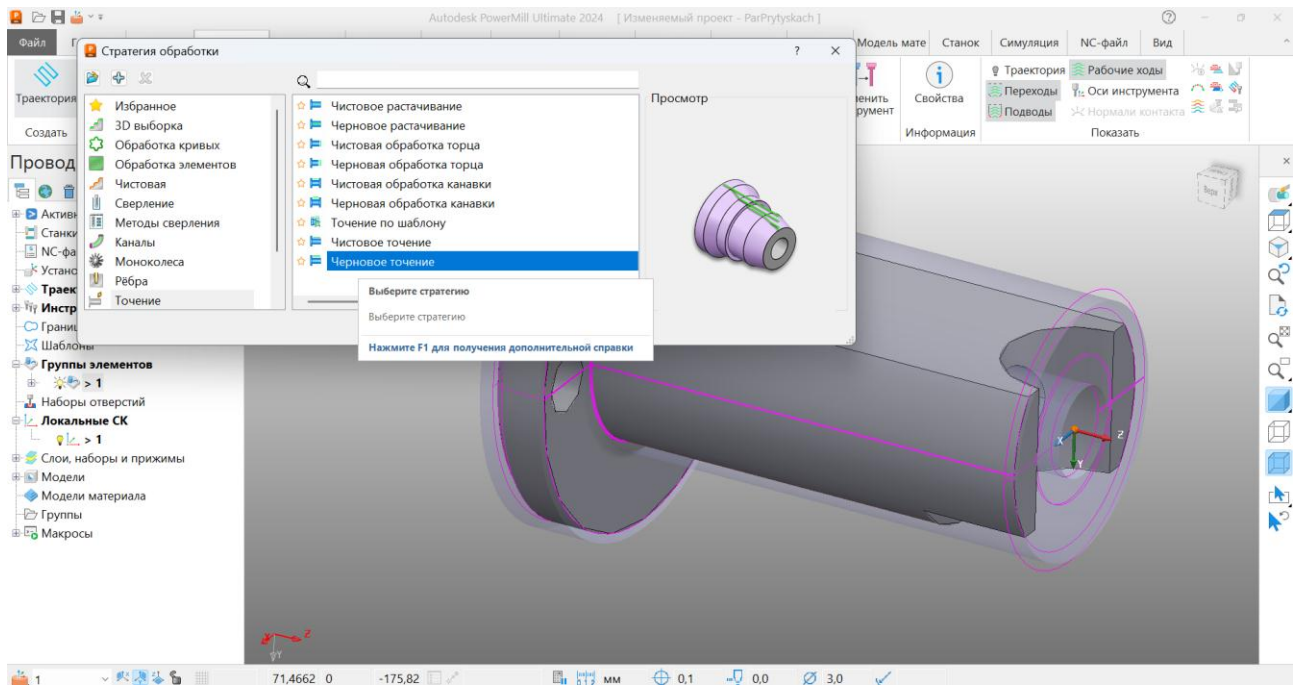 Autodesk PowerMill Ultimate 2024 [ Изменяемый проект - ParPrytyskach ]
Файл
Модель мате Станок Симуляция NC-файл Вид
Стратегия обработки
? ×
Траектория
Создать
Избранное
3D выборка
Обработка кривых
Обработка элементов
Чистовая
Сверление
Методы сверления
Каналы
Моноколеса
Рёбра
Точение
Чистовое растачивание
Черновое растачивание
Чистовая обработка торца
Черновая обработка торца
Чистовая обработка канавки
Черновая обработка канавки
Точение по шаблону
Чистовое точение
Черновое точение
Просмотр
Выберите стратегию
Выберите стратегию
Нажмите F1 для получения дополнительной справки
Свойства
Информация
Траектория
Рабочие ходы
Переходы
Оси инструмента
Подводы
Нормали контакта
Показать
Провод
Актив
Станки
NC-фа
Устано
Траек
Инстр
Грани
Шаблоны
Группы элементов
> 1
Наборы отверстий
Локальные СК
> 1
Слои, наборы и прижимы
Модели
Модели материала
Группы
Макросы
Верх
X
Y
Z
Z
Y
1
71,4662 0 -175,82
мм
0,1
0,0
3,0